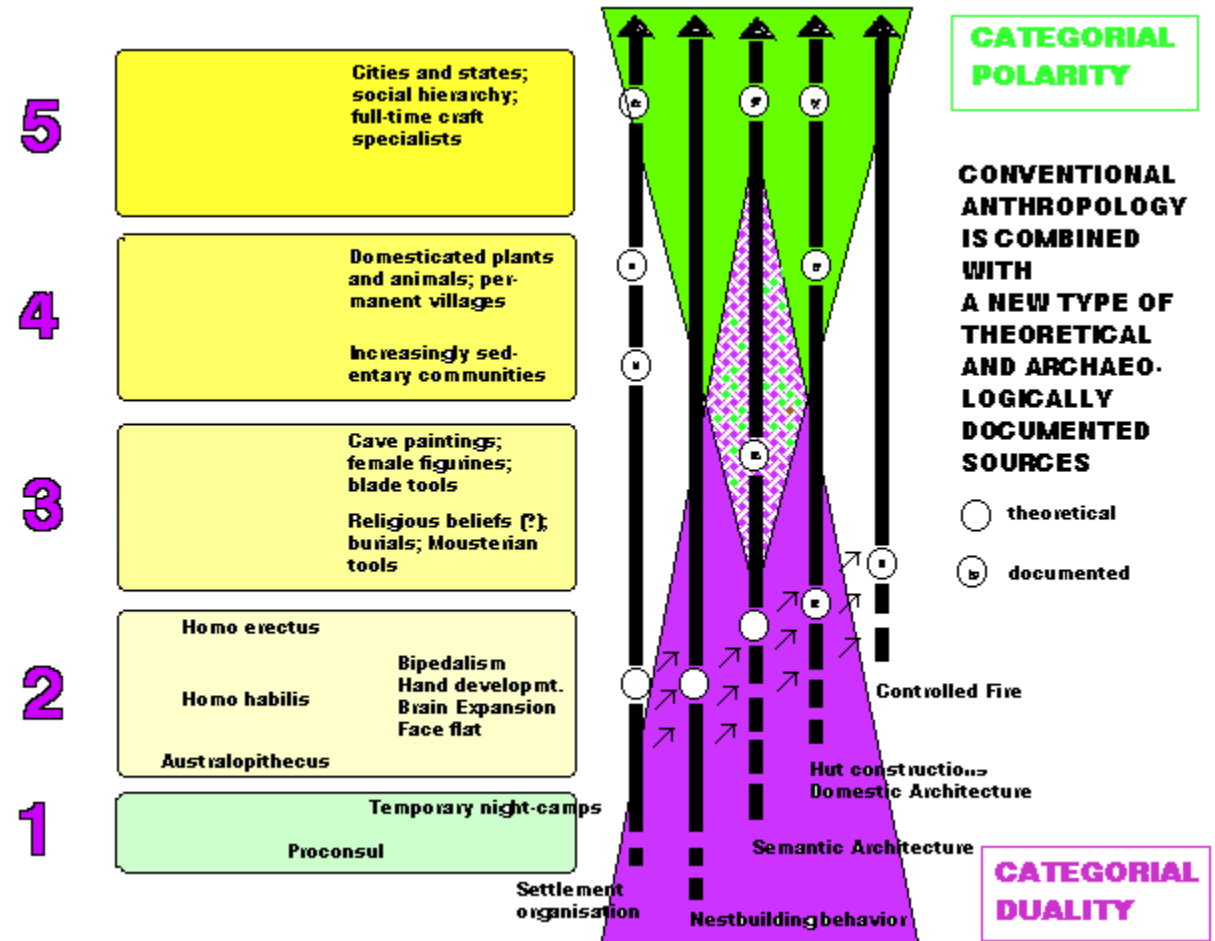 CATEGORIAL
POLARITY
5
Cities and states;
social hierarchy;
full-time craft
specialists
CONVENTIONAL
ANTHROPOLOGY
IS COMBINED
WITH
A NEW TYPE OF
THEORETICAL
AND ARCHAEO-
LOGICALLY
DOCUMENTED
SOURCES
theoretical
documented
4
Domesticated plants
and animals; per-
manent villages
Increasingly sed-
entary communities
3
Cave paintings;
female figurines;
blade tools
Religious beliefs (?);
burials; Mousterian
tools
2
Homo erectus
Homo habilis
Australopithecus
Bipedalism
Hand developmt.
Brain Expansion
Face flat
1
Temporary night-camps
Proconsul
Controlled Fire
Hut constructions
Domestic Architecture
Semantic Architecture
Settlement
organisation
Nestbuilding behavior
CATEGORIAL
DUALITY